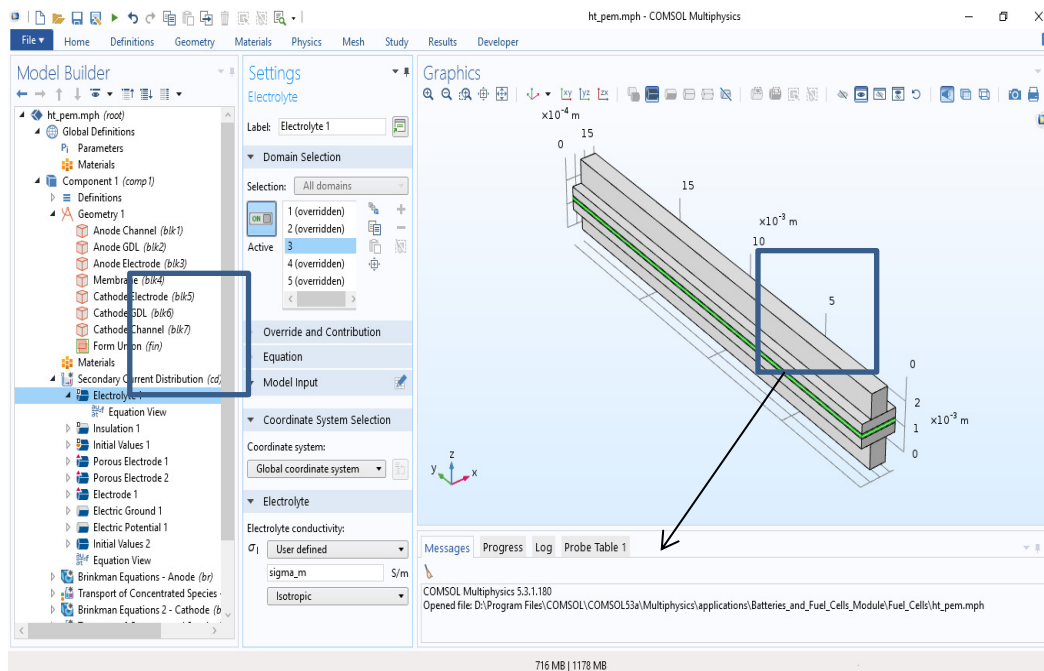 ht_pem.mph - COMSOL Multiphysics
File Home Definitions Geometry Materials Physics Mesh Study Results Developer
Model Builder
ht_pem.mph (root)
Global Definitions
Pi Parameters
Materials
Component 1 (comp1)
Definitions
Geometry 1
Anode Channel (blk1)
Anode GDL (blk2)
Anode Electrode (blk3)
Membrane (blk4)
Cathode Electrode (blk5)
Cathode GDL (blk6)
Cathode Channel (blk7)
Form Union (fin)
Materials
Secondary Current Distribution (cd)
Electrolyte 1
Equation View
Insulation 1
Initial Values 1
Porous Electrode 1
Porous Electrode 2
Electrode 1
Electric Ground 1
Electric Potential 1
Initial Values 2
Equation View
Brinkman Equations - Anode (br)
Transport of Concentrated Species -
Brinkman Equations 2 - Cathode (b
Settings
Electrolyte
Label: Electrolyte 1
Domain Selection
Selection: All domains
ON
Active
1 (overridden)
2 (overridden)
3
4 (overridden)
5 (overridden)
Override and Contribution
Equation
Model Input
Coordinate System Selection
Coordinate system:
Global coordinate system
Electrolyte
Electrolyte conductivity:
σl User defined
sigma_m S/m
Isotropic
Graphics
xy yz zx
×10⁻⁴ m
15
0
15
×10⁻³ m
10
5
0
2
1 ×10⁻³ m
0
z
y x
Messages Progress Log Probe Table 1
COMSOL Multiphysics 5.3.1.180
Opened file: D:\Program Files\COMSOL\COMSOL53a\Multiphysics\applications\Batteries_and_Fuel_Cells_Module\Fuel_Cells\ht_pem.mph
716 MB | 1178 MB